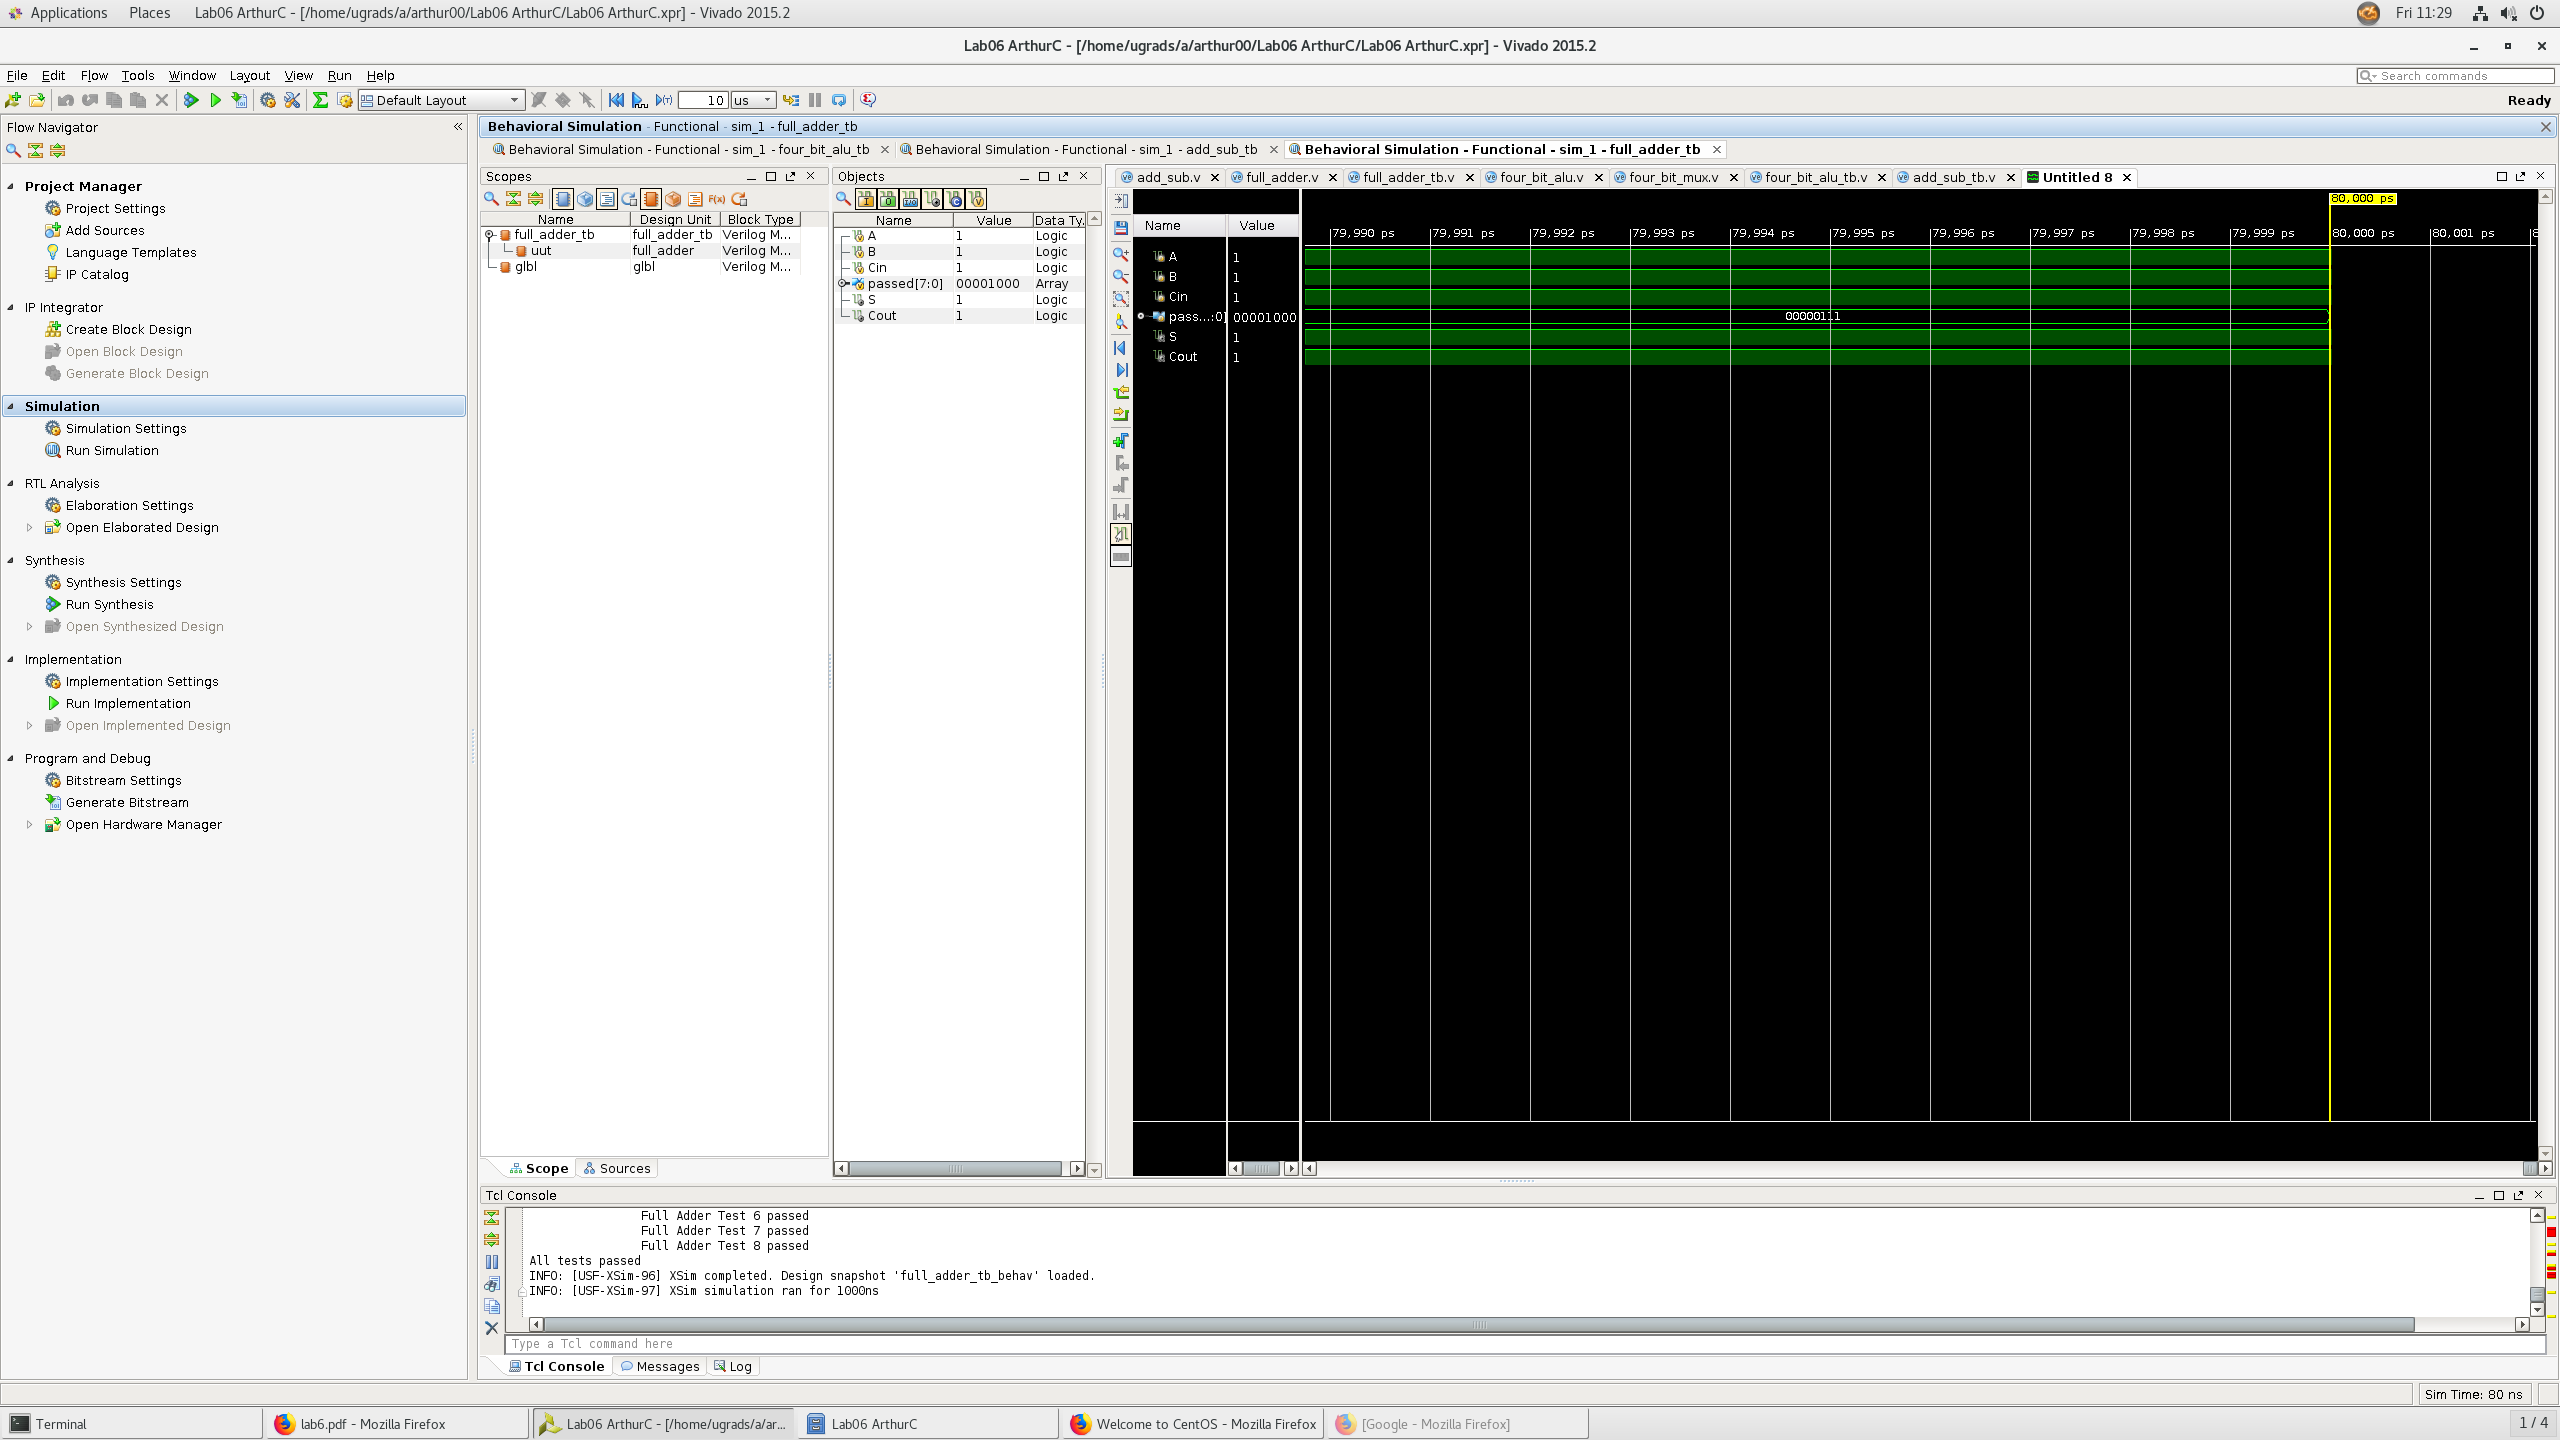 Applications Places Lab06 ArthurC - [/home/ugrads/a/arthur00/Lab06 ArthurC/Lab06 ArthurC.xpr] - Vivado 2015.2 Fri 11:29
Lab06 ArthurC - [/home/ugrads/a/arthur00/Lab06 ArthurC/Lab06 ArthurC.xpr] - Vivado 2015.2
File Edit Flow Tools Window Layout View Run Help Search commands
Default Layout 10 us Ready
Flow Navigator
Project Manager
Project Settings
Add Sources
Language Templates
IP Catalog
IP Integrator
Create Block Design
Open Block Design
Generate Block Design
Simulation
Simulation Settings
Run Simulation
RTL Analysis
Elaboration Settings
Open Elaborated Design
Synthesis
Synthesis Settings
Run Synthesis
Open Synthesized Design
Implementation
Implementation Settings
Run Implementation
Open Implemented Design
Program and Debug
Bitstream Settings
Generate Bitstream
Open Hardware Manager
Behavioral Simulation - Functional - sim_1 - full_adder_tb
Behavioral Simulation - Functional - sim_1 - four_bit_alu_tb Behavioral Simulation - Functional - sim_1 - add_sub_tb Behavioral Simulation - Functional - sim_1 - full_adder_tb
Scopes
Name Design Unit Block Type
full_adder_tb full_adder_tb Verilog M...
uut full_adder Verilog M...
glbl glbl Verilog M...
Scope Sources
Objects
Name Value Data Ty.
A 1 Logic
B 1 Logic
Cin 1 Logic
passed[7:0] 00001000 Array
S 1 Logic
Cout 1 Logic
add_sub.v full_adder.v full_adder_tb.v four_bit_alu.v four_bit_mux.v four_bit_alu_tb.v add_sub_tb.v Untitled 8
80,000 ps
Name Value
79,990 ps 79,991 ps 79,992 ps 79,993 ps 79,994 ps 79,995 ps 79,996 ps 79,997 ps 79,998 ps 79,999 ps 80,000 ps 80,001 ps 8
A 1
B 1
Cin 1
pass...:0] 00001000 00000111
S 1
Cout 1
Tcl Console
Full Adder Test 6 passed
Full Adder Test 7 passed
Full Adder Test 8 passed
All tests passed
INFO: [USF-XSim-96] XSim completed. Design snapshot 'full_adder_tb_behav' loaded.
INFO: [USF-XSim-97] XSim simulation ran for 1000ns
Type a Tcl command here
Tcl Console Messages Log
Sim Time: 80 ns
Terminal lab6.pdf - Mozilla Firefox Lab06 ArthurC - [/home/ugrads/a/ar... Lab06 ArthurC Welcome to CentOS - Mozilla Firefox [Google - Mozilla Firefox] 1 / 4